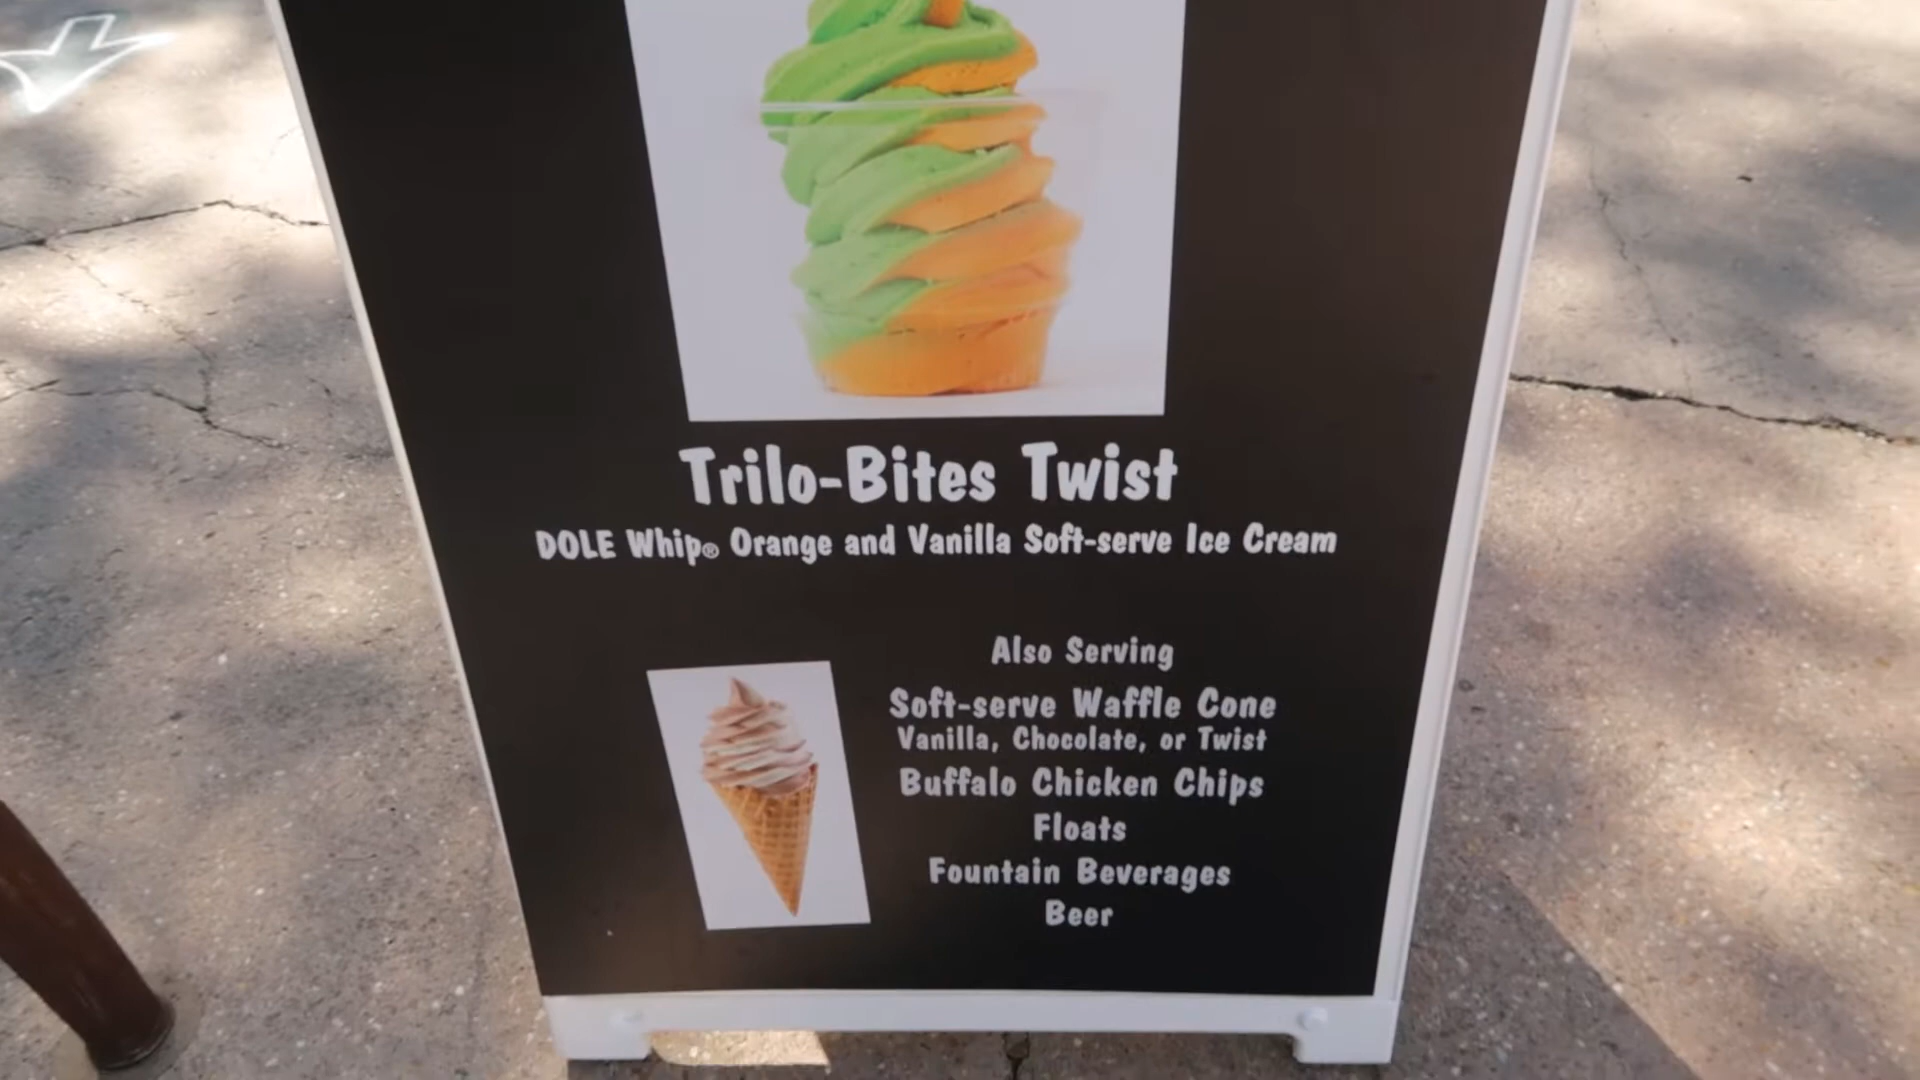 Trilo-Bites Twist
DOLE Whip® Orange and Vanilla Soft-serve Ice Cream
Also Serving
Soft-serve Waffle Cone
Vanilla, Chocolate, or Twist
Buffalo Chicken Chips
Floats
Fountain Beverages
Beer